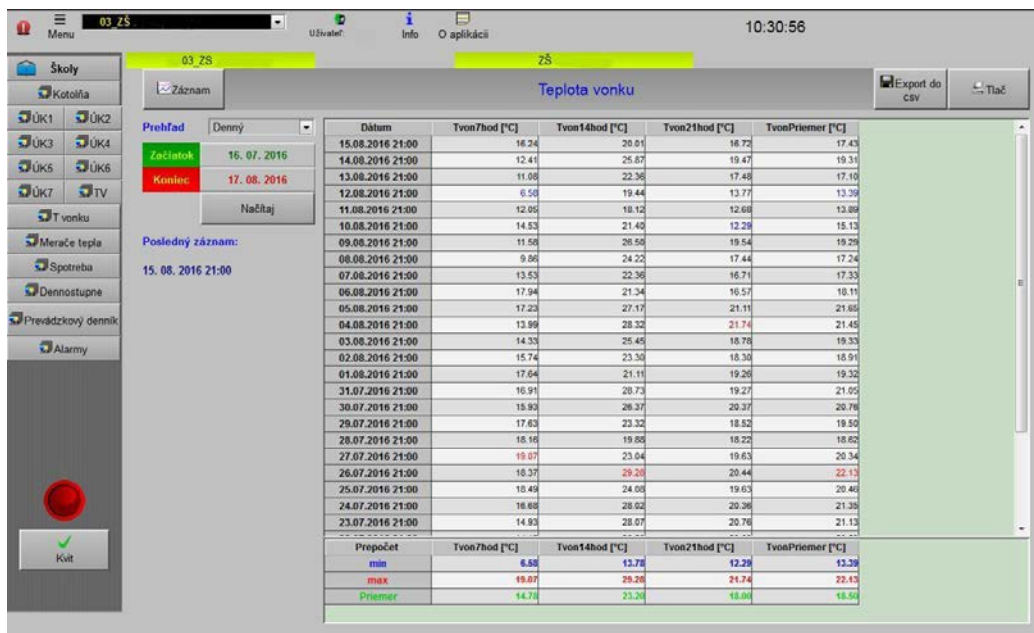 03_ZŠ
Menu
Užívateľ:
Info
O aplikácii
10:30:56
03_ZS
ZŠ
Školy
Kotolňa
ÚK1 ÚK2
ÚK3 ÚK4
ÚK5 ÚK6
ÚK7 TV
T vonku
Merače tepla
Spotreba
Dennostupne
Prevádzkový denník
Alarmy
Kvit
Záznam
Teplota vonku
Export do
csv
Tlač
Prehľad Denný
Začiatok 16. 07. 2016
Koniec 17. 08. 2016
Načítaj
Posledný záznam:
15. 08. 2016 21:00
Dátum Tvon7hod [°C] Tvon14hod [°C] Tvon21hod [°C] TvonPriemer [°C]
15.08.2016 21:00 16.24 20.01 16.72 17.43
14.08.2016 21:00 12.41 25.87 19.47 19.31
13.08.2016 21:00 11.08 22.36 17.48 17.10
12.08.2016 21:00 6.58 19.44 13.77 13.39
11.08.2016 21:00 12.05 18.12 12.68 13.89
10.08.2016 21:00 14.53 21.40 12.29 15.13
09.08.2016 21:00 11.58 26.50 19.54 19.29
08.08.2016 21:00 9.86 24.22 17.44 17.24
07.08.2016 21:00 13.53 22.36 16.71 17.33
06.08.2016 21:00 17.94 21.34 16.57 18.11
05.08.2016 21:00 17.23 27.17 21.11 21.65
04.08.2016 21:00 13.99 28.32 21.74 21.45
03.08.2016 21:00 14.33 25.45 18.78 19.33
02.08.2016 21:00 15.74 23.30 18.30 18.91
01.08.2016 21:00 17.64 21.11 19.26 19.32
31.07.2016 21:00 16.91 28.73 19.27 21.05
30.07.2016 21:00 15.93 26.37 20.37 20.76
29.07.2016 21:00 17.63 23.32 18.52 19.50
28.07.2016 21:00 18.16 19.88 18.22 18.62
27.07.2016 21:00 19.07 23.04 19.63 20.34
26.07.2016 21:00 18.37 29.28 20.44 22.13
25.07.2016 21:00 18.49 24.08 19.63 20.46
24.07.2016 21:00 16.68 28.02 20.36 21.35
23.07.2016 21:00 14.93 28.07 20.76 21.13
Prepočet Tvon7hod [°C] Tvon14hod [°C] Tvon21hod [°C] TvonPriemer [°C]
min 6.58 13.78 12.29 13.39
max 19.07 29.28 21.74 22.13
Priemer 14.78 23.20 18.00 18.50